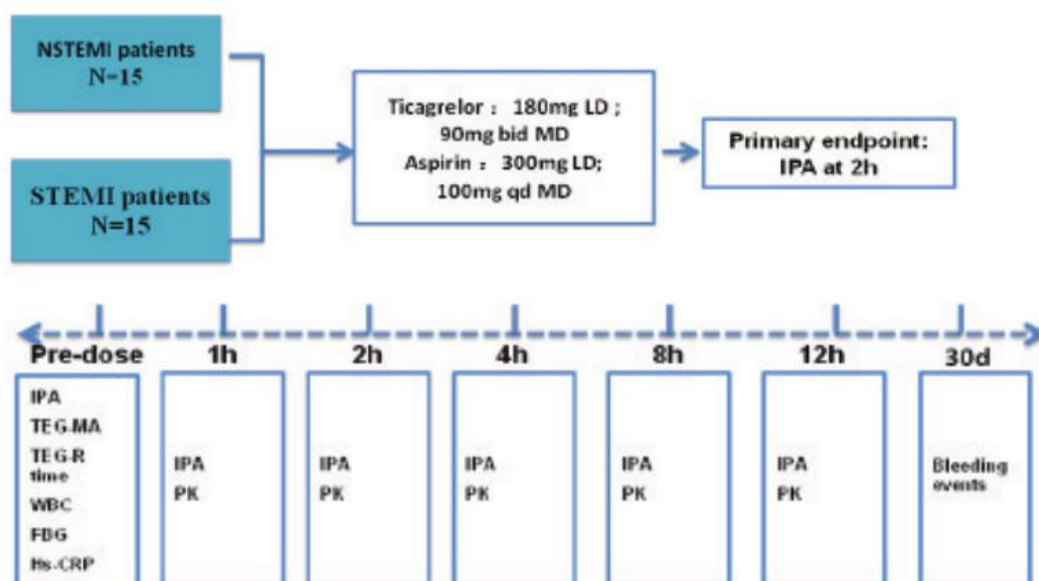 NSTEMI patients
N=15
STEMI patients
N=15
Ticagrelor： 180mg LD ;
90mg bid MD
Aspirin： 300mg LD;
100mg qd MD
Primary endpoint:
IPA at 2h
Pre-dose 1h 2h 4h 8h 12h 30d
IPA
TEG-MA
TEG-R
time
WBC
FBG
Hs-CRP
IPA
PK
IPA
PK
IPA
PK
IPA
PK
IPA
PK
Bleeding
events